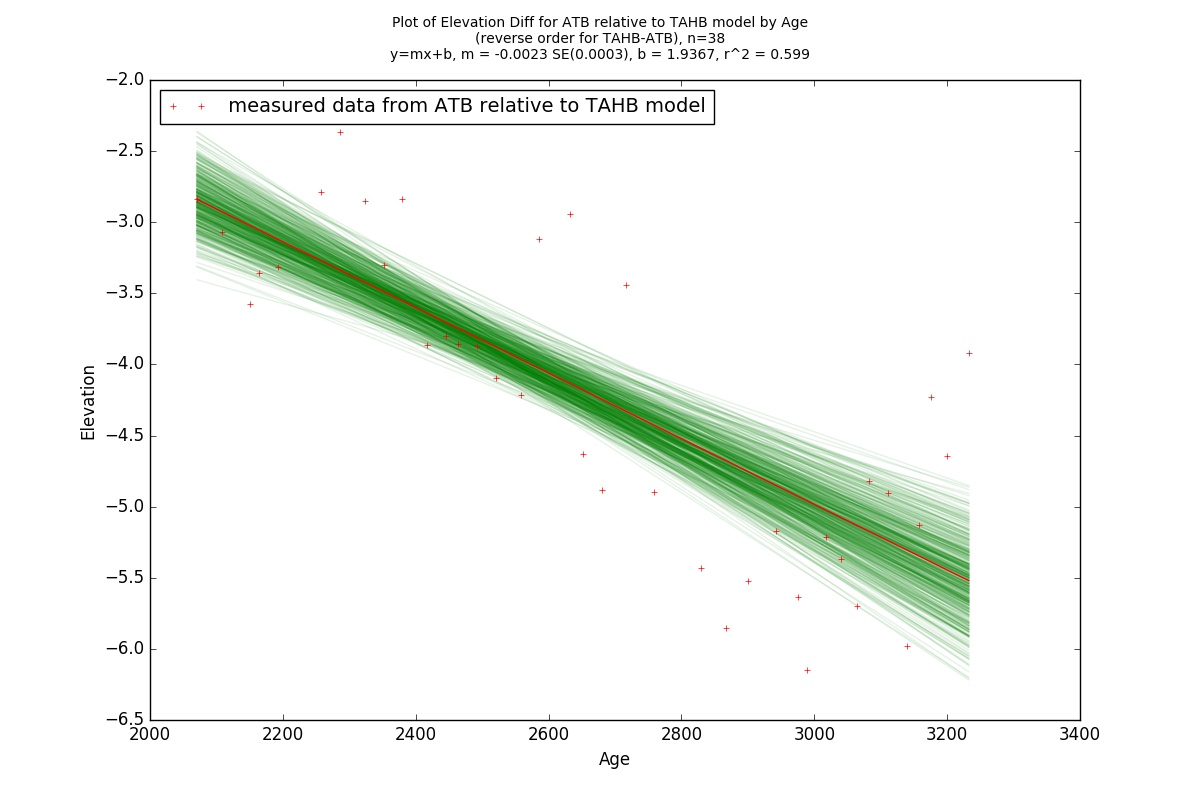 Plot of Elevation Diff for ATB relative to TAHB model by Age
(reverse order for TAHB-ATB), n=38
y=mx+b, m = -0.0023 SE(0.0003), b = 1.9367, r^2 = 0.599
measured data from ATB relative to TAHB model
−2.0
−2.5
−3.0
−3.5
−4.0
−4.5
−5.0
−5.5
−6.0
−6.5
Elevation
2000 2200 2400 2600 2800 3000 3200 3400
Age